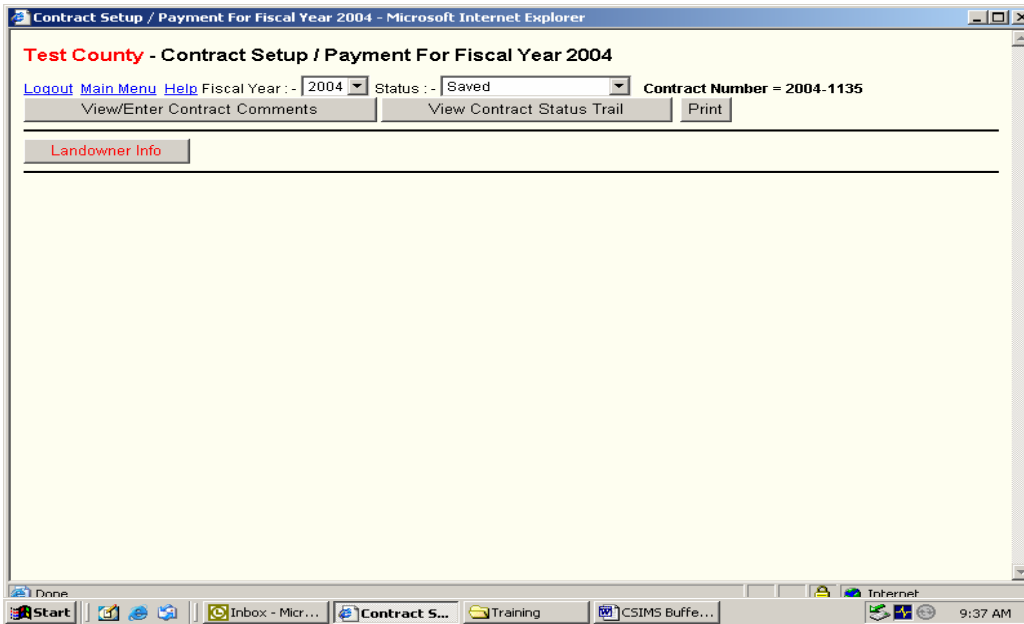 Contract Setup / Payment For Fiscal Year 2004 - Microsoft Internet Explorer
Test County - Contract Setup / Payment For Fiscal Year 2004
Logout Main Menu Help Fiscal Year : - 2004 Status : - Saved Contract Number = 2004-1135
View/Enter Contract Comments View Contract Status Trail Print
Landowner Info
Done Internet
Start Inbox - Micr... Contract S... Training CSIMS Buffe... 9:37 AM